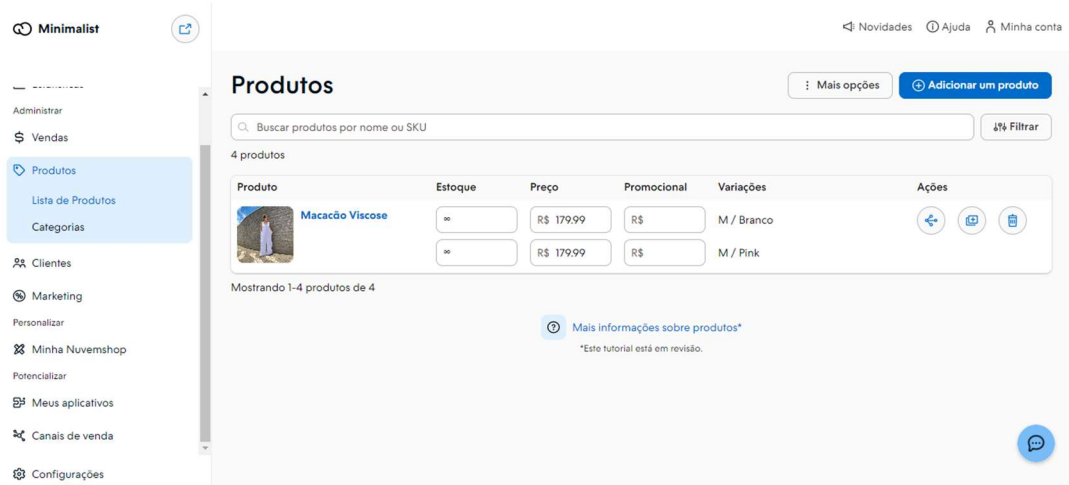 Minimalist
Novidades
Ajuda
Minha conta
Administrar
Vendas
Produtos
Lista de Produtos
Categorias
Clientes
Marketing
Personalizar
Minha Nuvemshop
Potencializar
Meus aplicativos
Canais de venda
Configurações
Produtos
Mais opções
Adicionar um produto
Buscar produtos por nome ou SKU
Filtrar
4 produtos
Produto Estoque Preço Promocional Variações Ações
Macacão Viscose ∞ R$ 179.99 R$ M / Branco
∞ R$ 179.99 R$ M / Pink
Mostrando 1-4 produtos de 4
Mais informações sobre produtos*
*Este tutorial está em revisão.